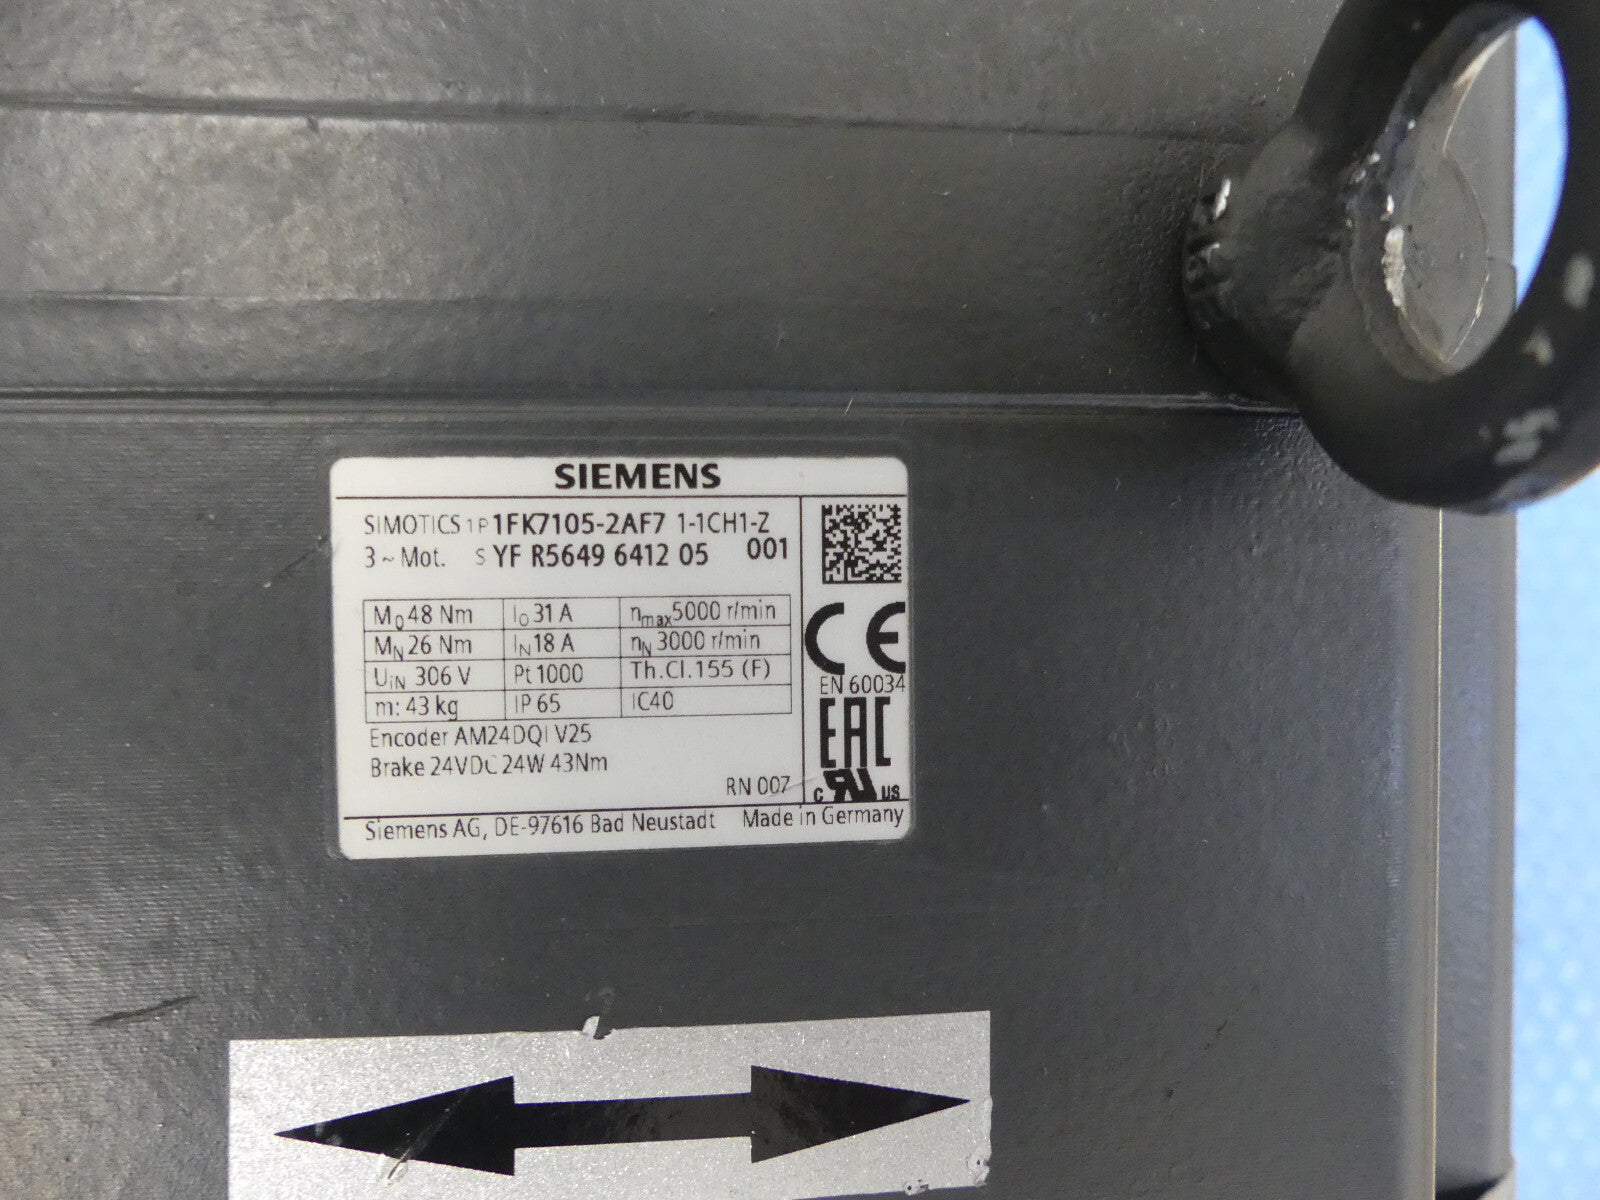 SIEMENS
SIMOTICS 1P 1FK7105-2AF71-1CH1-Z
3~Mot. S YF R5649 6412 05 001
M0 48 Nm I0 31 A nmax 5000 r/min
MN 26 Nm IN 18 A nN 3000 r/min
UiN 306 V Pt1000 Th.Cl.155 (F)
m: 43 kg IP 65 IC40
Encoder AM24DQI V25
Brake 24VDC 24W 43Nm
RN 007
CE
EN 60034
EAC
c RU US
Siemens AG, DE-97616 Bad Neustadt Made in Germany